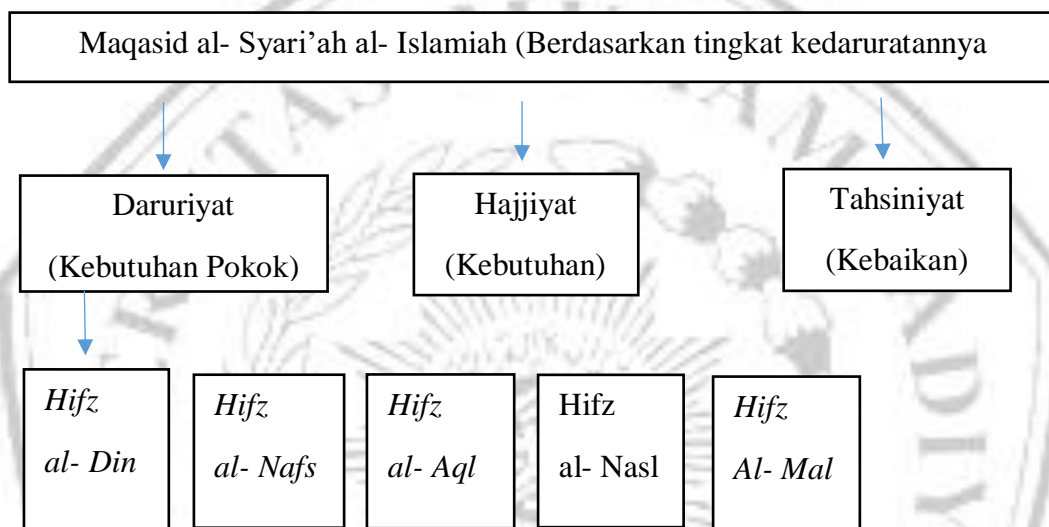 Maqasid al- Syari’ah al- Islamiah (Berdasarkan tingkat kedaruratannya
Daruriyat
(Kebutuhan Pokok)
Hajjiyat
(Kebutuhan)
Tahsiniyat
(Kebaikan)
Hifz
al- Din
Hifz
al- Nafs
Hifz
al- Aql
Hifz
al- Nasl
Hifz
Al- Mal